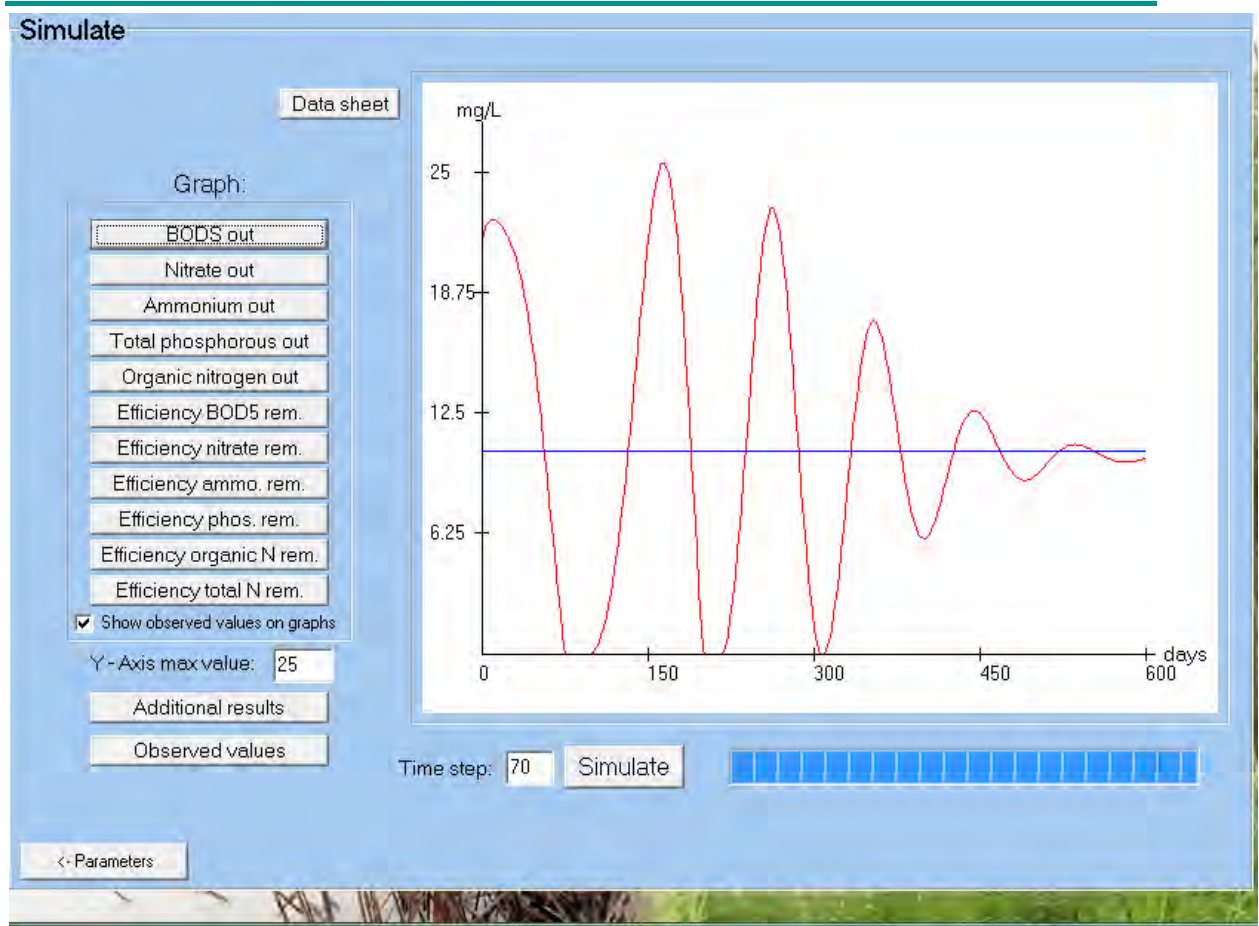 Simulate
Data sheet
Graph:
BODS out
Nitrate out
Ammonium out
Total phosphorous out
Organic nitrogen out
Efficiency BOD5 rem.
Efficiency nitrate rem.
Efficiency ammo. rem.
Efficiency phos. rem.
Efficiency organic N rem.
Efficiency total N rem.
Show observed values on graphs
Y - Axis max value: 25
Additional results
Observed values
<- Parameters
mg/L
25
18.75
12.5
6.25
0 150 300 450 600 days
Time step: 70 Simulate